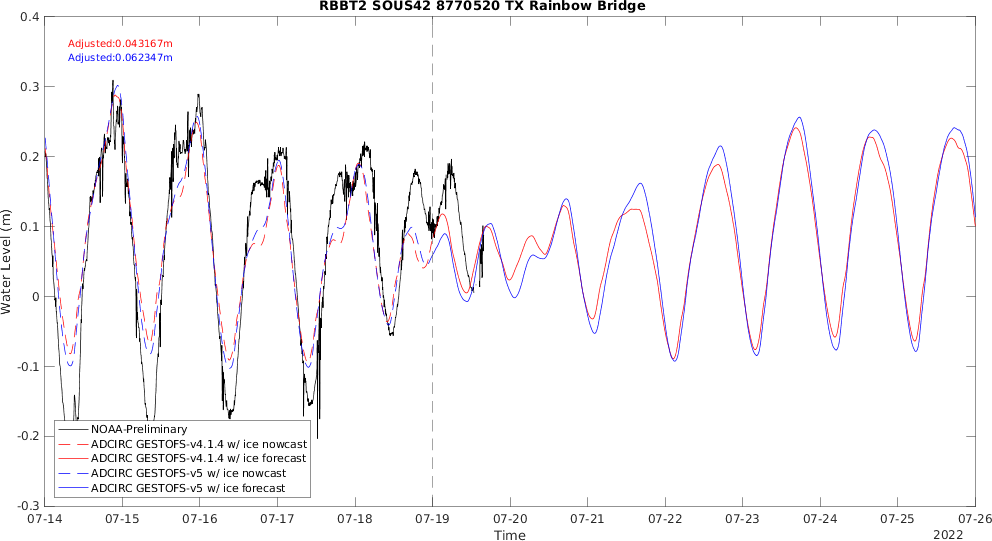 RBBT2 SOUS42 8770520 TX Rainbow Bridge
0.4
Adjusted:0.043167m
Adjusted:0.062347m
0.3
0.2
0.1
0
-0.1
-0.2
-0.3
Water Level (m)
NOAA-Preliminary
ADCIRC GESTOFS-v4.1.4 w/ ice nowcast
ADCIRC GESTOFS-v4.1.4 w/ ice forecast
ADCIRC GESTOFS-v5 w/ ice nowcast
ADCIRC GESTOFS-v5 w/ ice forecast
07-14 07-15 07-16 07-17 07-18 07-19 07-20 07-21 07-22 07-23 07-24 07-25 07-26
Time
2022